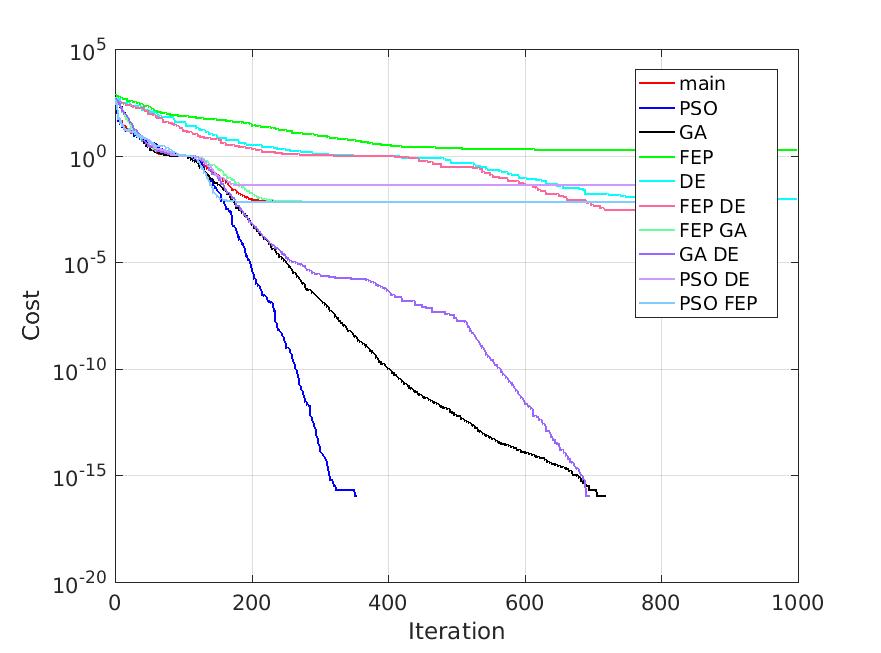 10^5
10^0
10^-5
10^-10
10^-15
10^-20
Cost
0 200 400 600 800 1000
Iteration
main
PSO
GA
FEP
DE
FEP DE
FEP GA
GA DE
PSO DE
PSO FEP